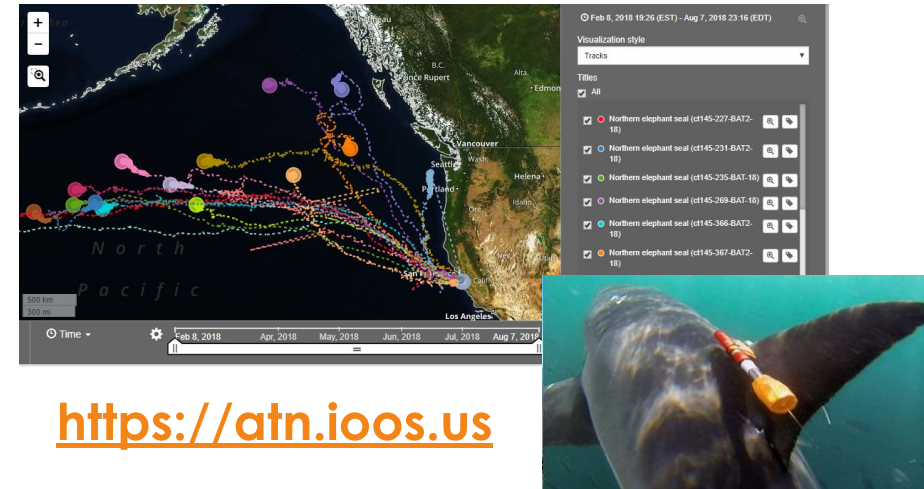 +
−
Juneau
B.C.
Prince Rupert
Alta.
Edmon
Vancouver
Seattle
Wash.
Helena
Portland
Ore.
Idaho
Nev.
San Francisco
Calif.
Los Angeles
North
Pacific
500 km
300 mi
Time
Feb 8, 2018 Apr, 2018 May, 2018 Jun, 2018 Jul, 2018 Aug 7, 2018
Feb 8, 2018 19:26 (EST) - Aug 7, 2018 23:16 (EDT)
Visualization style
Tracks
Titles
All
Northern elephant seal (ct145-227-BAT2-
18)
Northern elephant seal (ct145-231-BAT2-
18)
Northern elephant seal (ct145-235-BAT-18)
Northern elephant seal (ct145-269-BAT-18)
Northern elephant seal (ct145-366-BAT2-
18)
Northern elephant seal (ct145-367-BAT2-
18)
https://atn.ioos.us